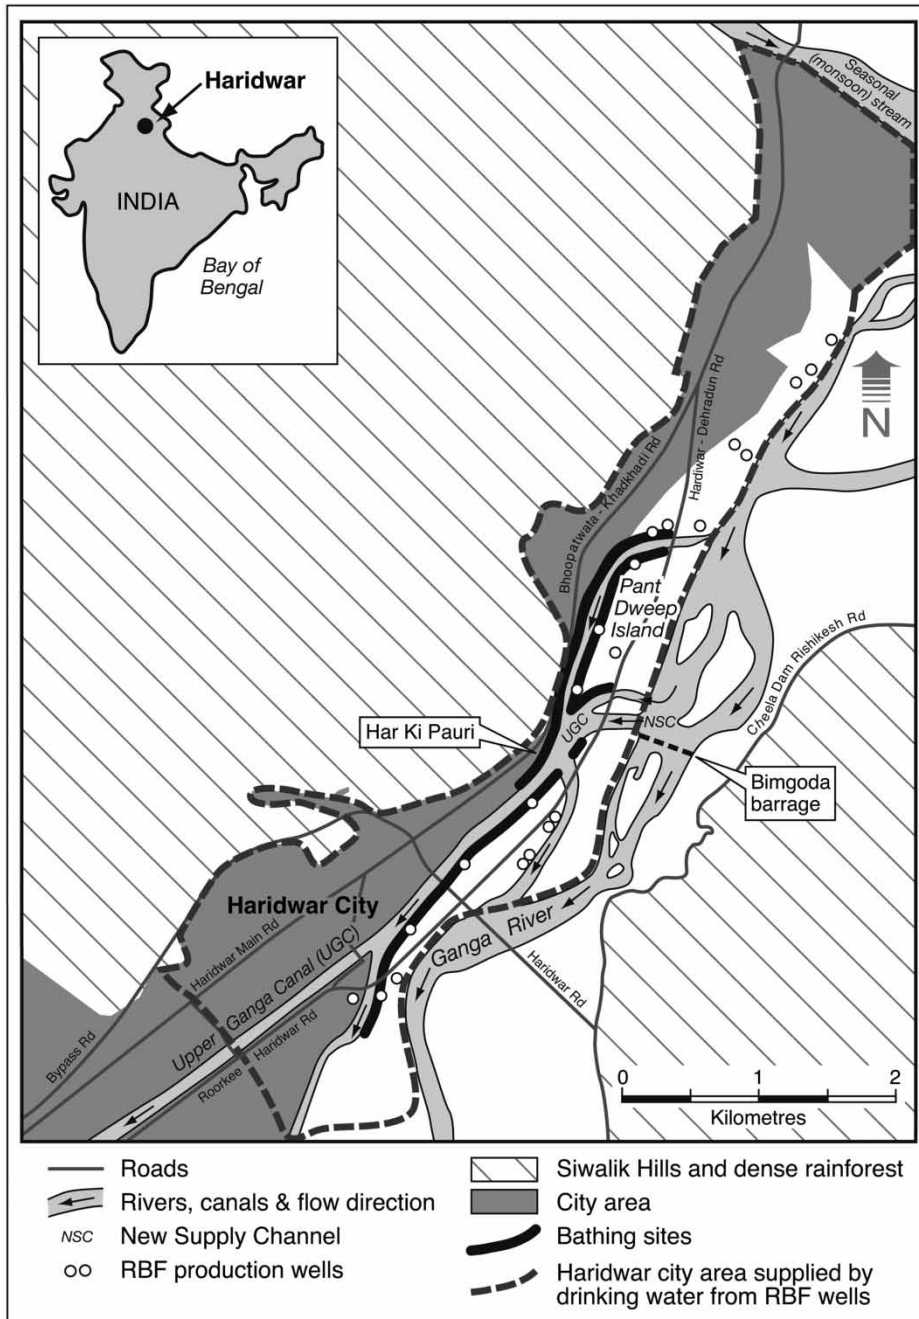 Haridwar
INDIA
Bay of
Bengal
Seasonal
(monsoon) stream
N
Hardiwar - Dehradun Rd
Bhoopatwata - Khadkhadi Rd
Pant
Dweep
Island
Cheela Dam Rishikesh Rd
Har Ki Pauri
UGC
NSC
Bimgoda
barrage
Haridwar City
Haridwar Main Rd
Ganga River
Haridwar Rd
Upper Ganga Canal (UGC)
Bypass Rd
Roorkee Haridwar Rd
0 1 2
Kilometres
Roads
Rivers, canals & flow direction
NSC New Supply Channel
RBF production wells
Siwalik Hills and dense rainforest
City area
Bathing sites
Haridwar city area supplied by
drinking water from RBF wells